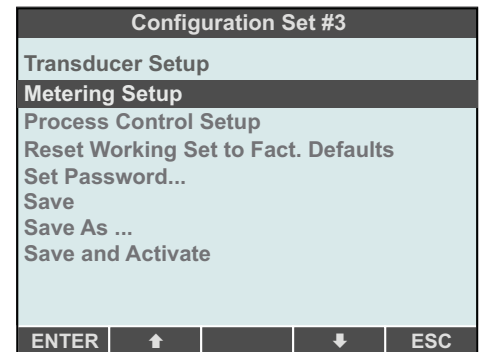 Configuration Set #3
Transducer Setup
Metering Setup
Process Control Setup
Reset Working Set to Fact. Defaults
Set Password...
Save
Save As ...
Save and Activate
ENTER ⬆ ⬇ ESC